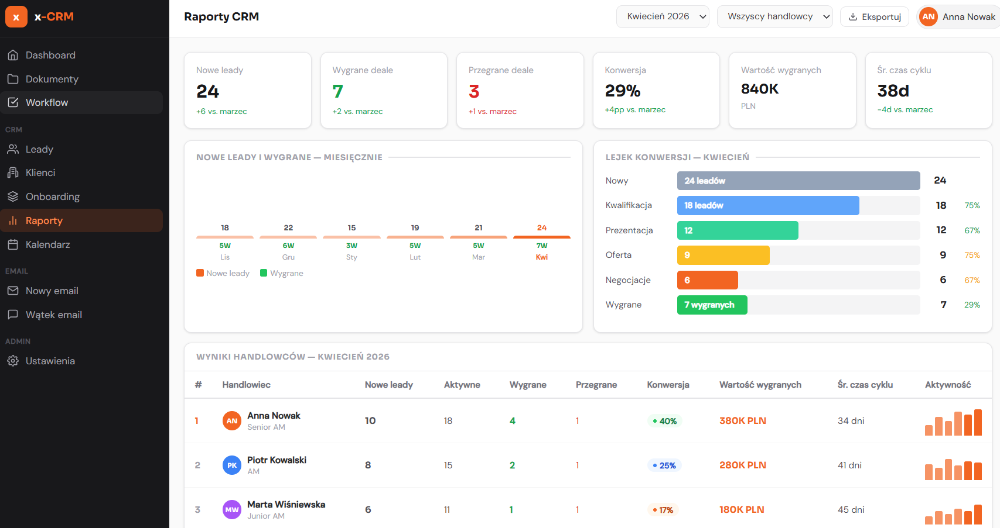 x x-CRM
Dashboard
Dokumenty
Workflow
CRM
Leady
Klienci
Onboarding
Raporty
Kalendarz
EMAIL
Nowy email
Wątek email
ADMIN
Ustawienia
Raporty CRM
Kwiecień 2026
Wszyscy handlowcy
Eksportuj
AN Anna Nowak
Nowe leady
24
+6 vs. marzec
Wygrane deale
7
+2 vs. marzec
Przegrane deale
3
+1 vs. marzec
Konwersja
29%
+4pp vs. marzec
Wartość wygranych
840K
PLN
Śr. czas cyklu
38d
-4d vs. marzec
NOWE LEADY I WYGRANE — MIESIĘCZNIE
18 22 15 19 21 24
5W 6W 3W 5W 5W 7W
Lis Gru Sty Lut Mar Kwi
Nowe leady Wygrane
LEJEK KONWERSJI — KWIECIEŃ
Nowy 24 leadów 24
Kwalifikacja 18 leadów 18 75%
Prezentacja 12 12 67%
Oferta 9 9 75%
Negocjacje 6 6 67%
Wygrane 7 wygranych 7 29%
WYNIKI HANDLOWCÓW — KWIECIEŃ 2026
# Handlowiec Nowe leady Aktywne Wygrane Przegrane Konwersja Wartość wygranych Śr. czas cyklu Aktywność
1 AN Anna Nowak 10 18 4 1 40% 380K PLN 34 dni
Senior AM
2 PK Piotr Kowalski 8 15 2 1 25% 280K PLN 41 dni
AM
3 MW Marta Wiśniewska 6 11 1 1 17% 180K PLN 45 dni
Junior AM